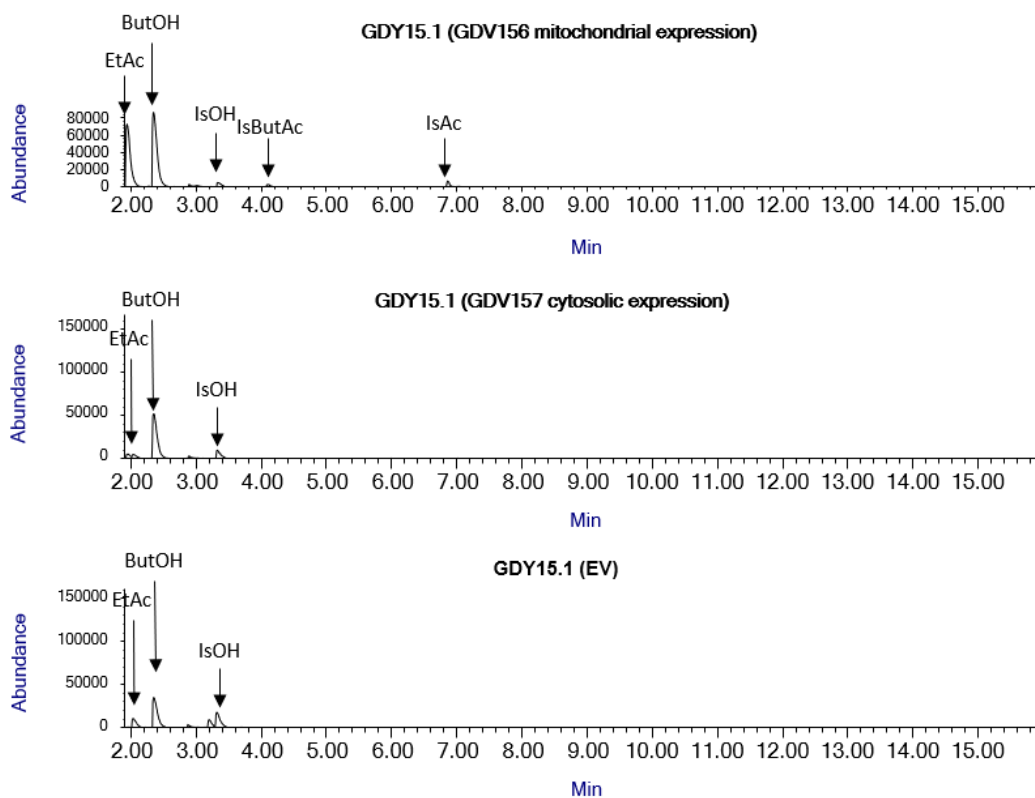 GDY15.1 (GDV156 mitochondrial expression)
ButOH
EtAc
IsOH
IsButAc
IsAc
Abundance
80000
60000
40000
20000
0
2.00 3.00 4.00 5.00 6.00 7.00 8.00 9.00 10.00 11.00 12.00 13.00 14.00 15.00
Min
GDY15.1 (GDV157 cytosolic expression)
ButOH
EtAc
IsOH
Abundance
150000
100000
50000
0
2.00 3.00 4.00 5.00 6.00 7.00 8.00 9.00 10.00 11.00 12.00 13.00 14.00 15.00
Min
GDY15.1 (EV)
ButOH
EtAc
IsOH
Abundance
150000
100000
50000
0
2.00 3.00 4.00 5.00 6.00 7.00 8.00 9.00 10.00 11.00 12.00 13.00 14.00 15.00
Min